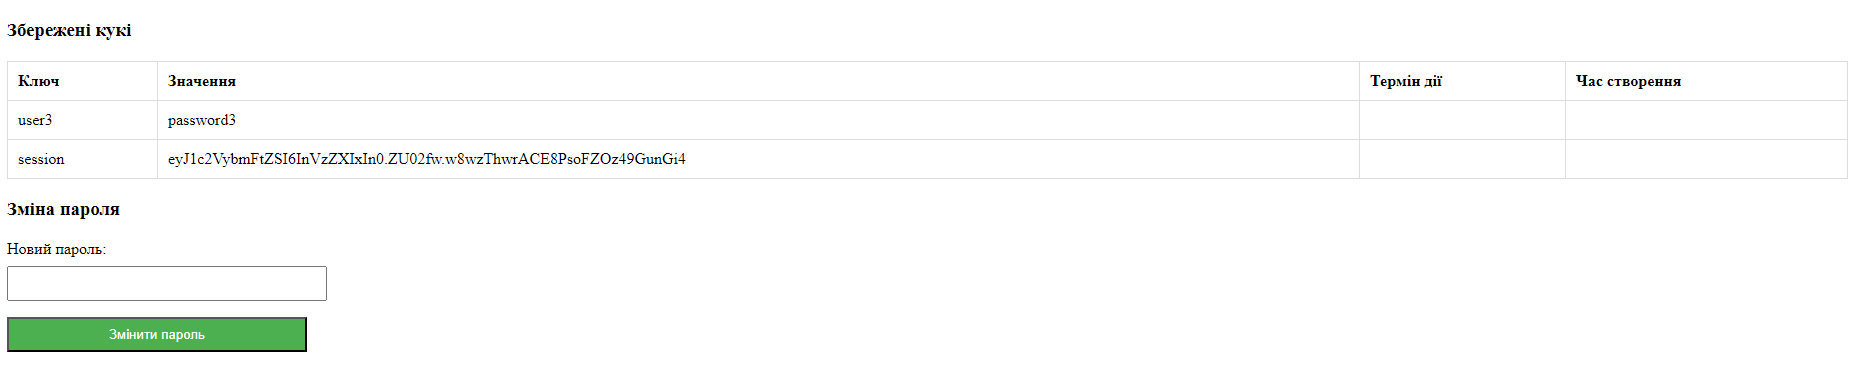 Збережені кукі
Ключ Значення Термін дії Час створення
user3 password3
session eyJ1c2VybmFtZSI6InVzZXIxIn0.ZU02fw.w8wzThwrACE8PsoFZOz49GunGi4
Зміна пароля
Новий пароль:
Змінити пароль